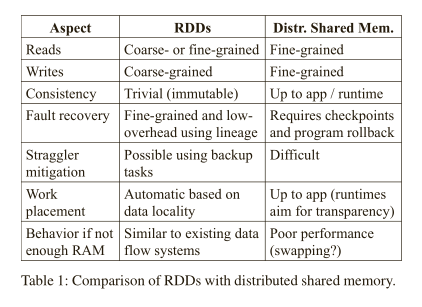 Aspect RDDs Distr. Shared Mem.
Reads Coarse- or fine-grained Fine-grained
Writes Coarse-grained Fine-grained
Consistency Trivial (immutable) Up to app / runtime
Fault recovery Fine-grained and low- Requires checkpoints
overhead using lineage and program rollback
Straggler Possible using backup Difficult
mitigation tasks
Work Automatic based on Up to app (runtimes
placement data locality aim for transparency)
Behavior if not Similar to existing data Poor performance
enough RAM flow systems (swapping?)
Table 1: Comparison of RDDs with distributed shared memory.